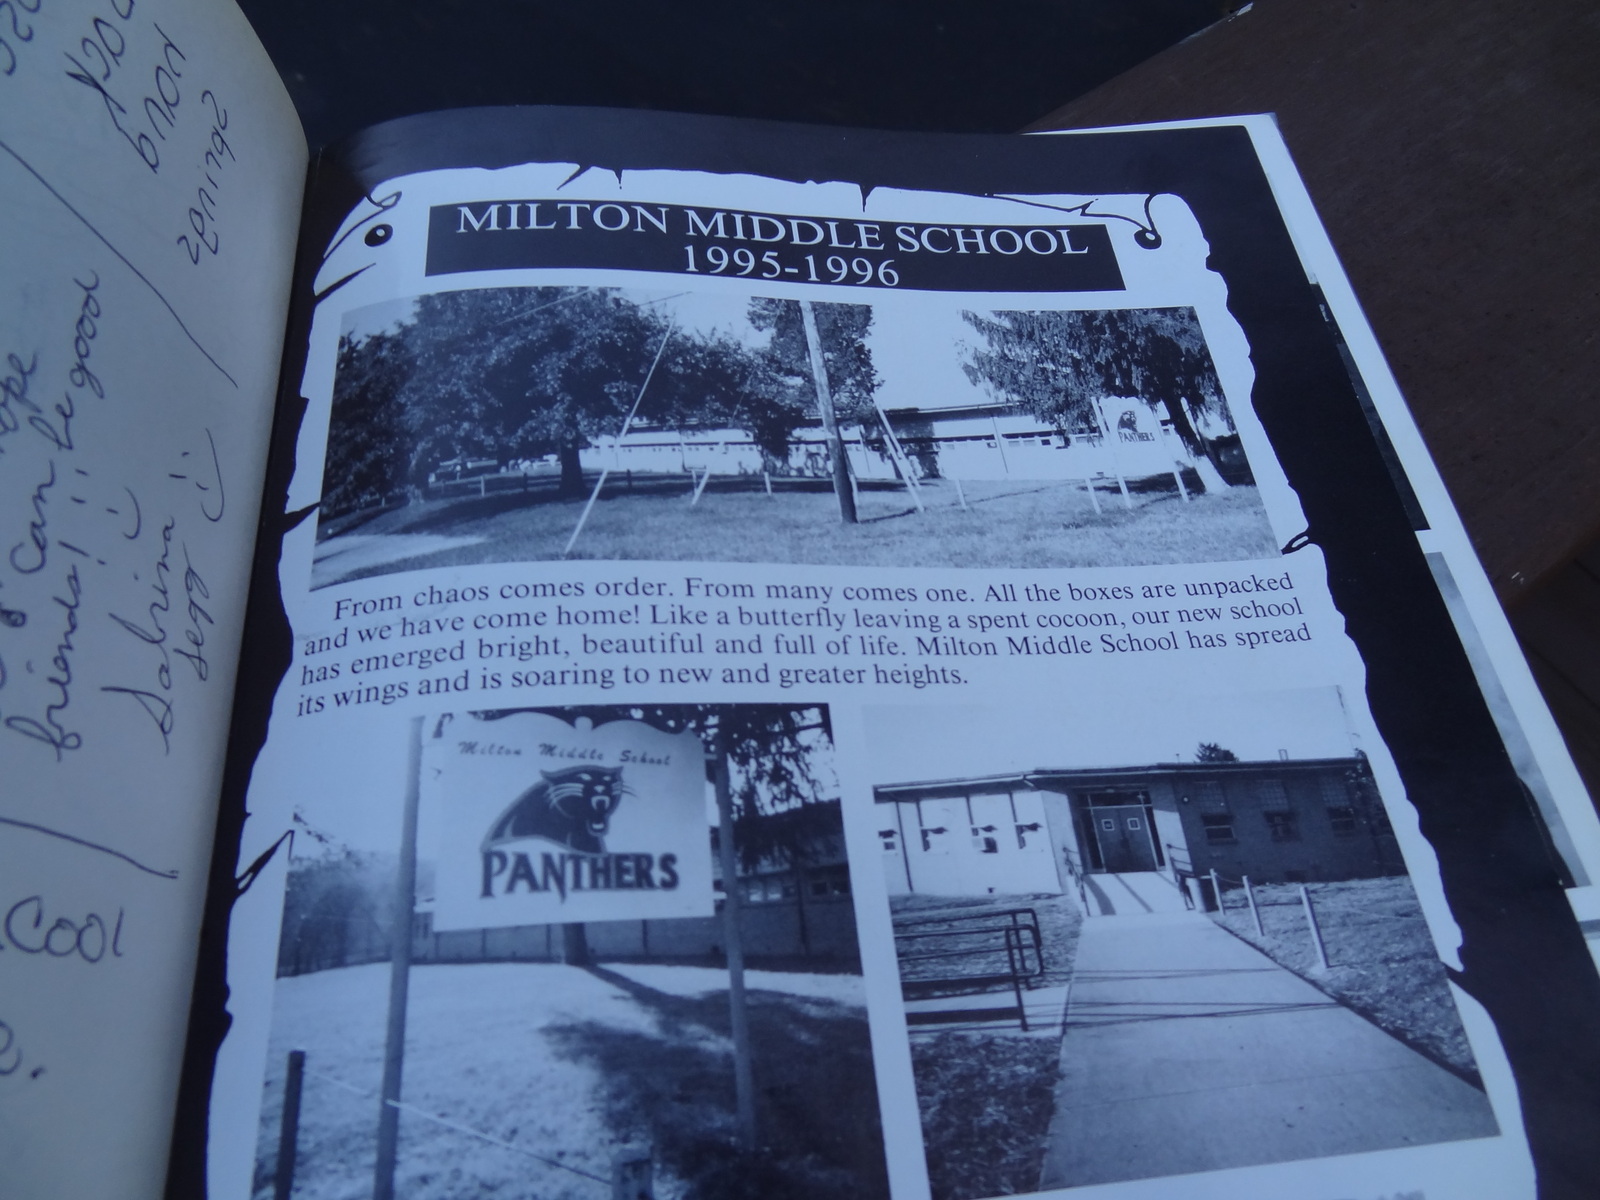 MILTON MIDDLE SCHOOL
1995-1996
PANTHERS
From chaos comes order. From many comes one. All the boxes are unpacked
and we have come home! Like a butterfly leaving a spent cocoon, our new school
has emerged bright, beautiful and full of life. Milton Middle School has spread
its wings and is soaring to new and greater heights.
Milton Middle School
PANTHERS
can be good
friends!
Sabrina
Cool